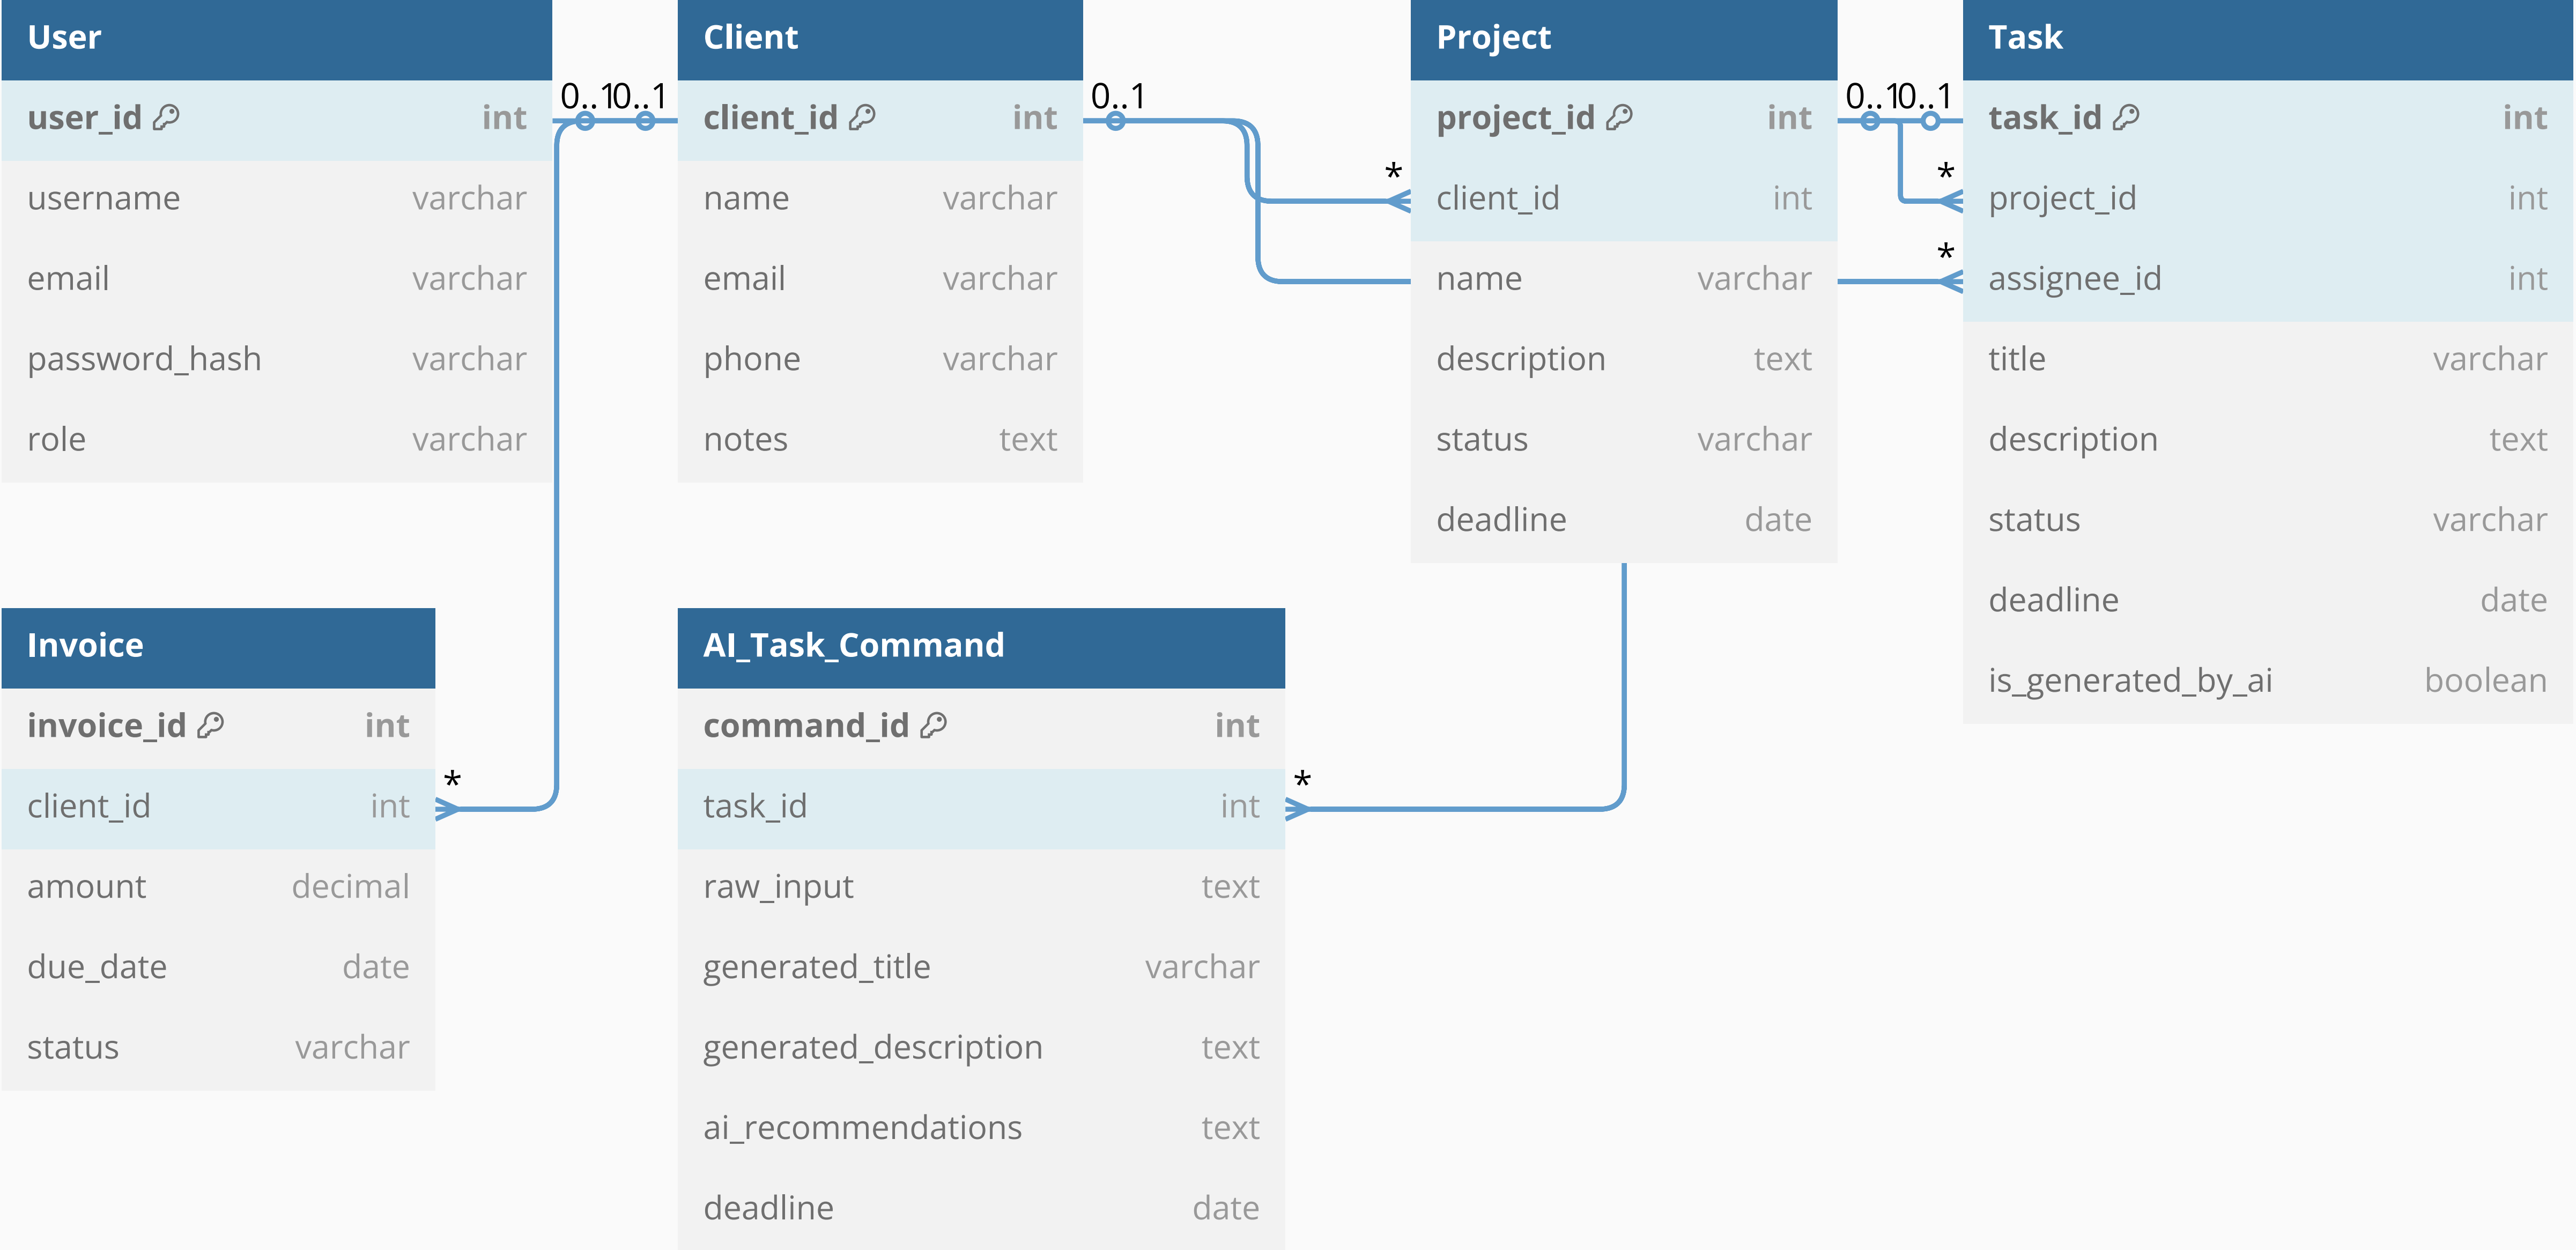 User
user_id int
username varchar
email varchar
password_hash varchar
role varchar
0..1
0..1
Client
client_id int
name varchar
email varchar
phone varchar
notes text
0..1
*
Project
project_id int
client_id int
name varchar
description text
status varchar
deadline date
0..1
0..1
*
*
Task
task_id int
project_id int
assignee_id int
title varchar
description text
status varchar
deadline date
is_generated_by_ai boolean
Invoice
invoice_id int
client_id int
amount decimal
due_date date
status varchar
*
AI_Task_Command
command_id int
task_id int
raw_input text
generated_title varchar
generated_description text
ai_recommendations text
deadline date
*